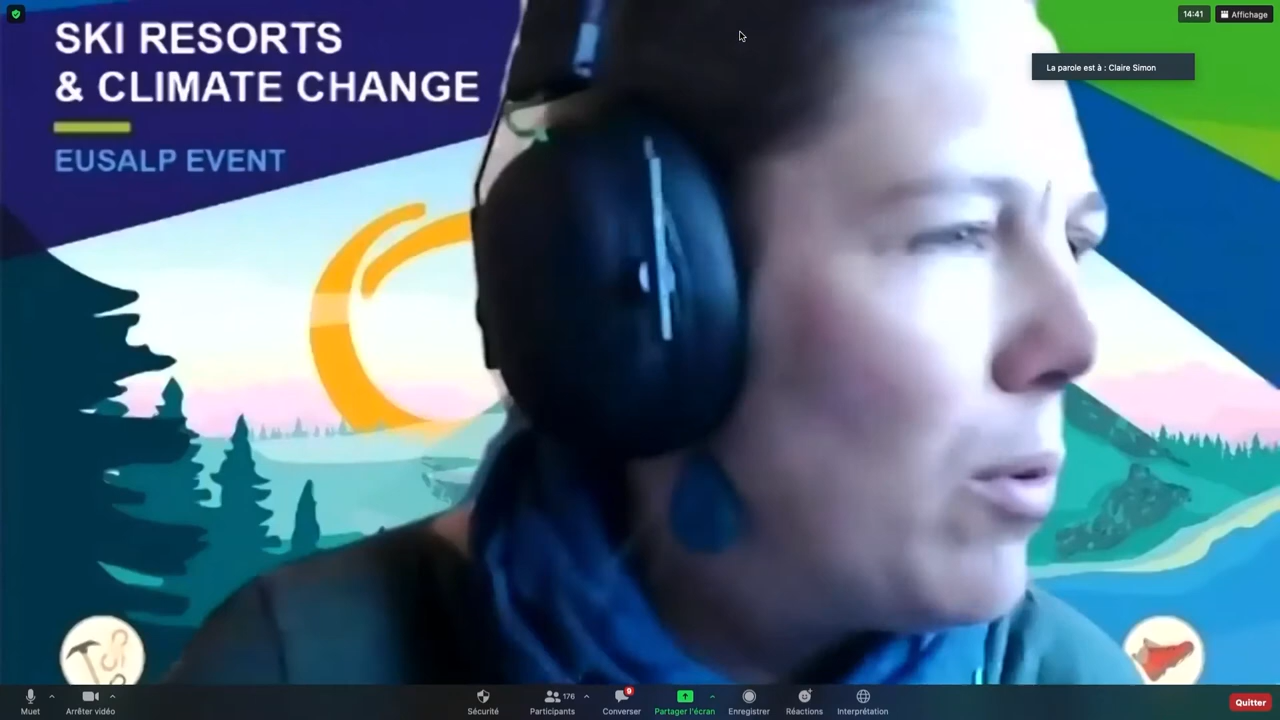 SKI RESORTS
& CLIMATE CHANGE
EUSALP EVENT
14:41
Affichage
La parole est à : Claire Simon
Muet
Arrêter vidéo
Sécurité
176
Participants
9
Converser
Partager l'écran
Enregistrer
Réactions
Interprétation
Quitter